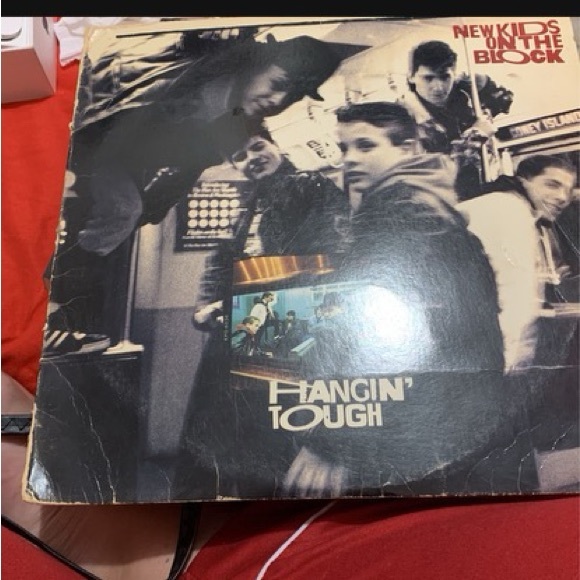 NEW KIDS
ON THE
BLOCK
CONEY ISLAND
HANGIN'
TOUGH